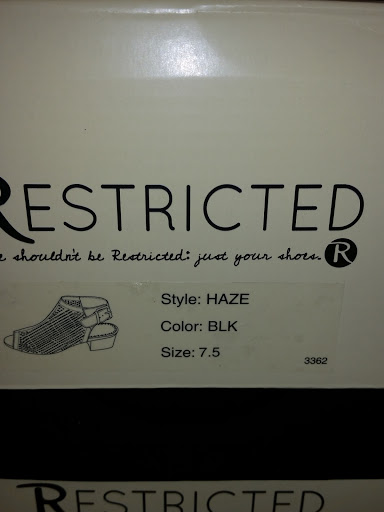 RESTRICTED
e shouldn't be Restricted: just your shoes. R
Style: HAZE
Color: BLK
Size: 7.5
3362
RESTRICTED